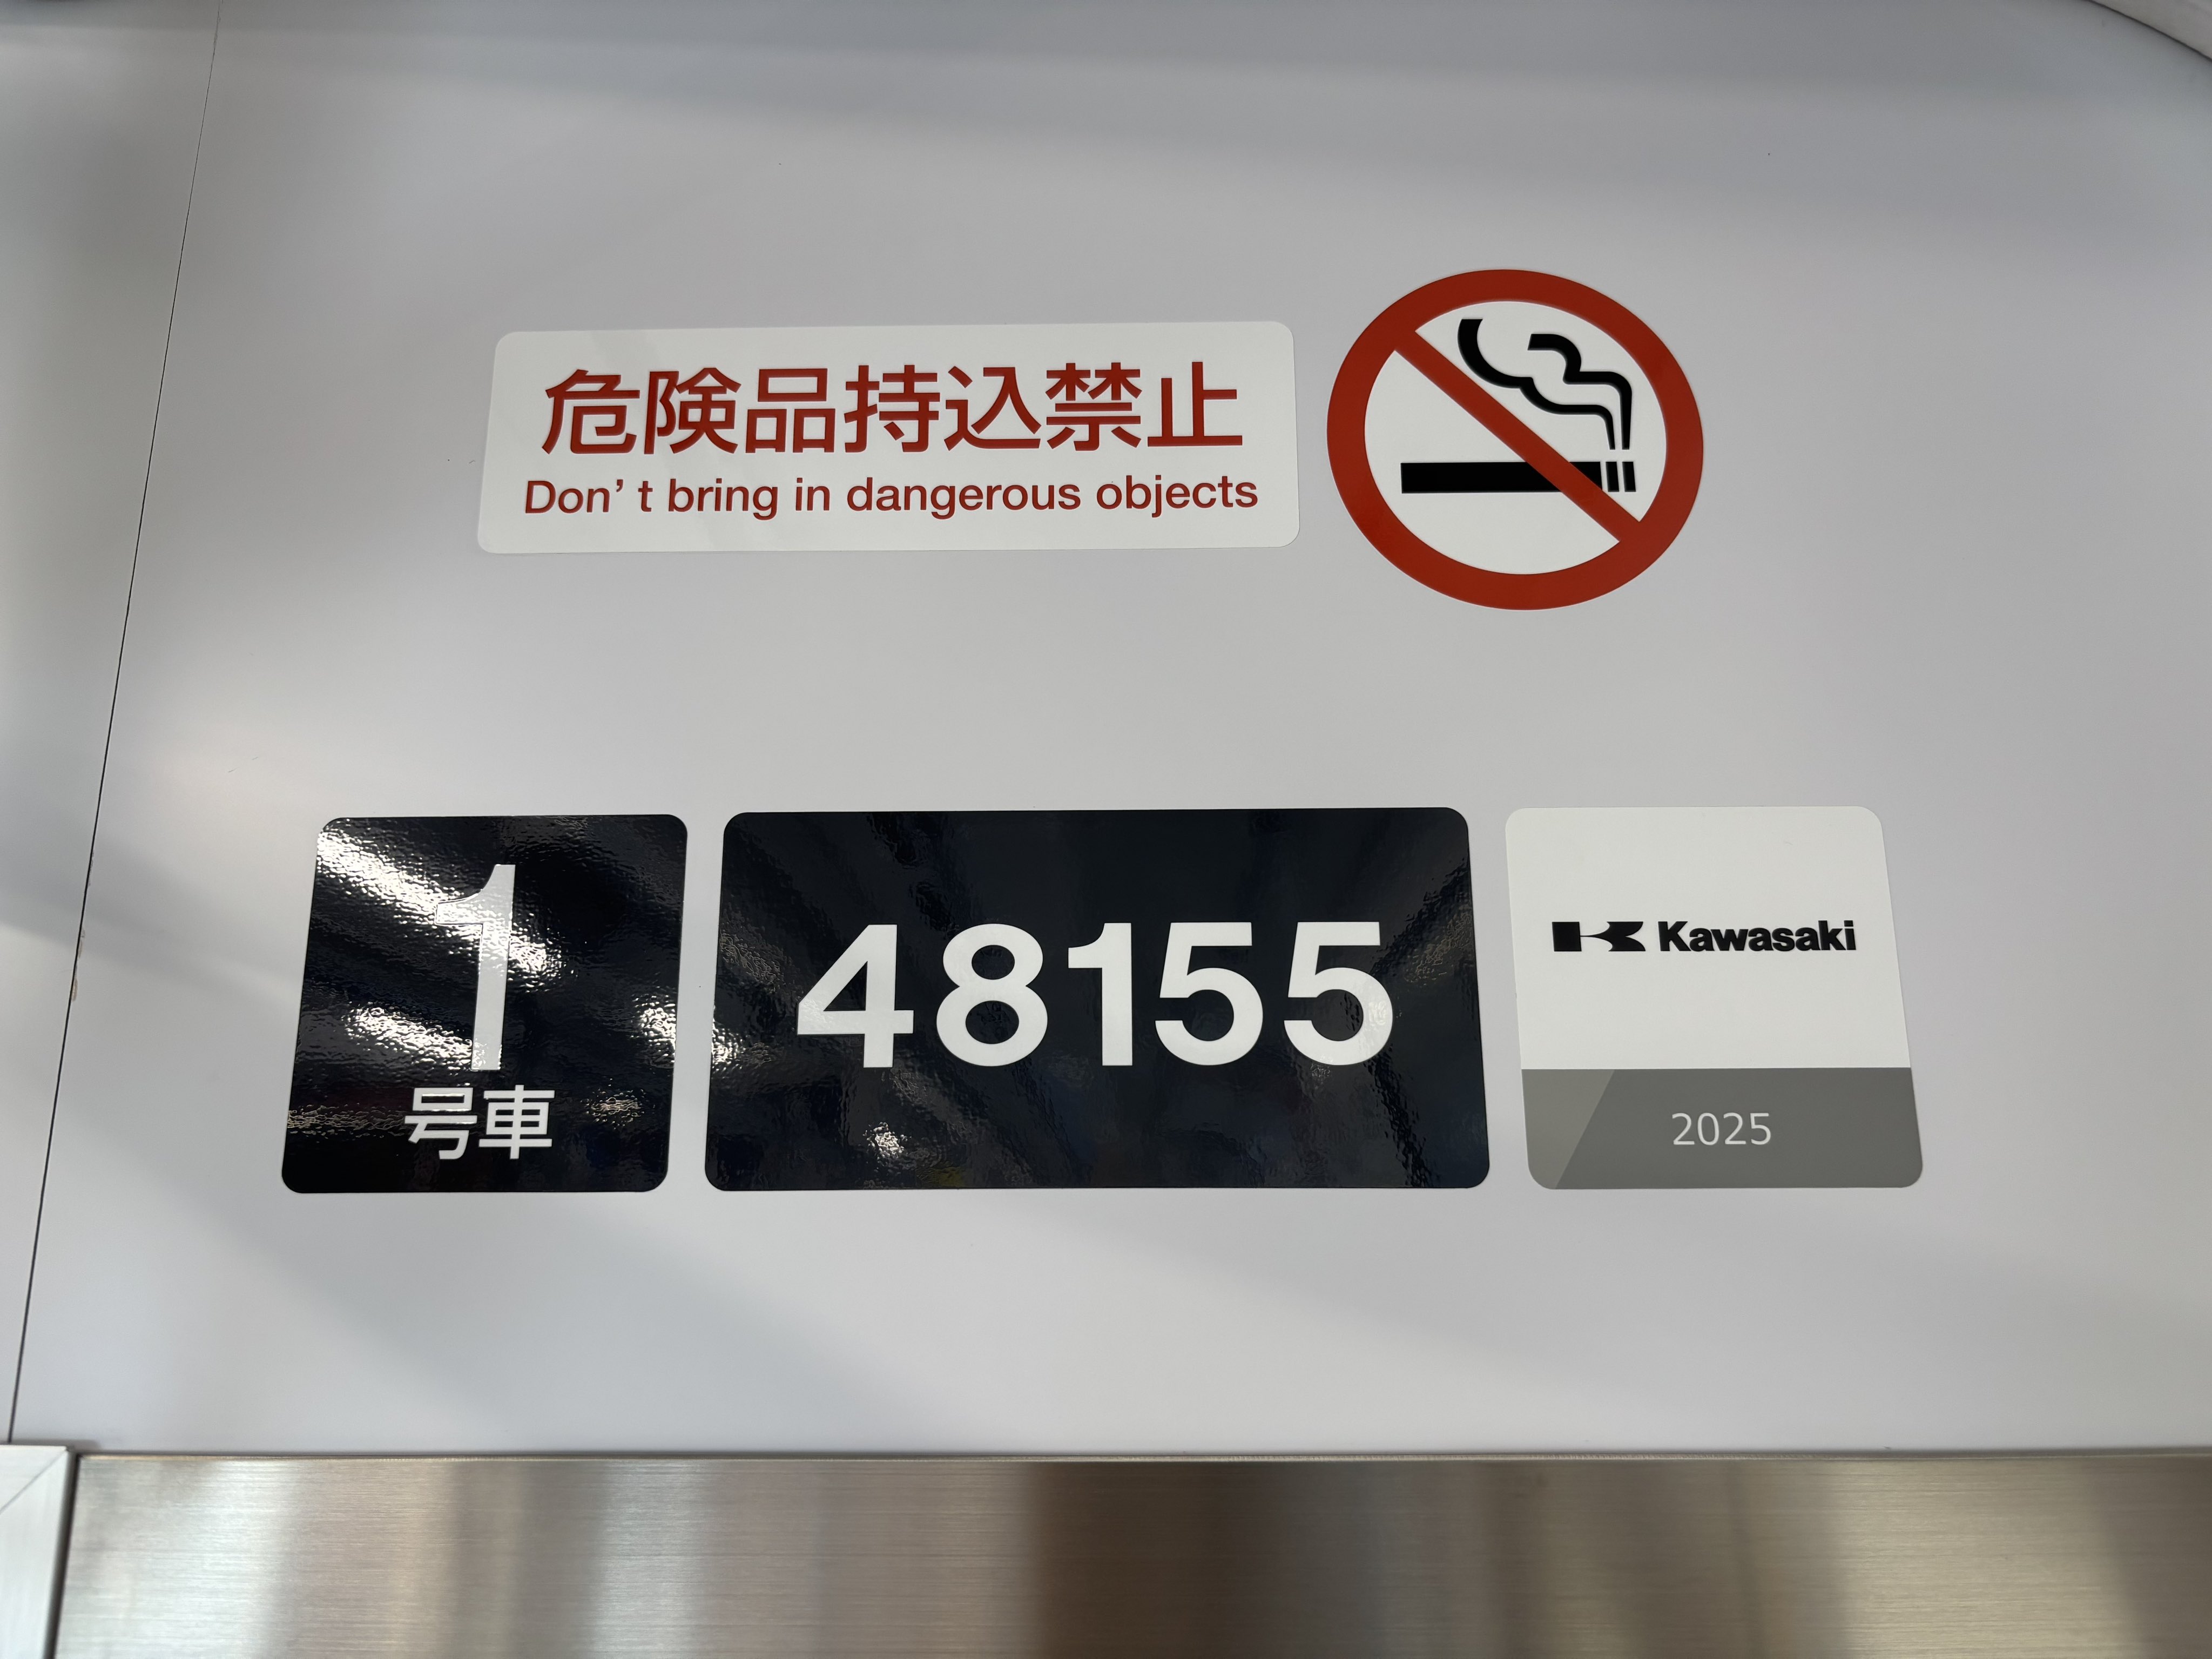 危険品持込禁止
Don't bring in dangerous objects
1
号車
48155
Kawasaki
2025